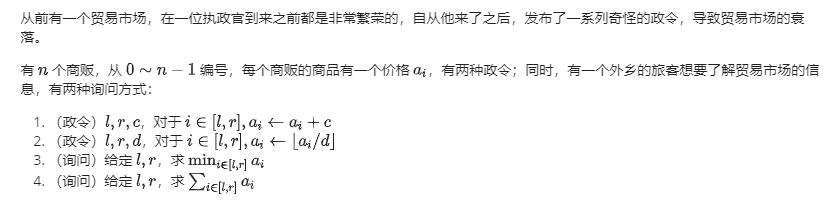 从前有一个贸易市场，在一位执政官到来之前都是非常繁荣的，自从他来了之后，发布了一系列奇怪的政令，导致贸易市场的衰
落。
有 n 个商贩，从 0 ∼ n − 1 编号，每个商贩的商品有一个价格 aᵢ，有两种政令；同时，有一个外乡的旅客想要了解贸易市场的信
息，有两种询问方式：
1. （政令）l, r, c，对于 i ∈ [l, r], aᵢ ← aᵢ + c
2. （政令）l, r, d，对于 i ∈ [l, r], aᵢ ← ⌊aᵢ/d⌋
3. （询问）给定 l, r，求 min_{i∈[l,r]} aᵢ
4. （询问）给定 l, r，求 ∑_{i∈[l,r]} aᵢ